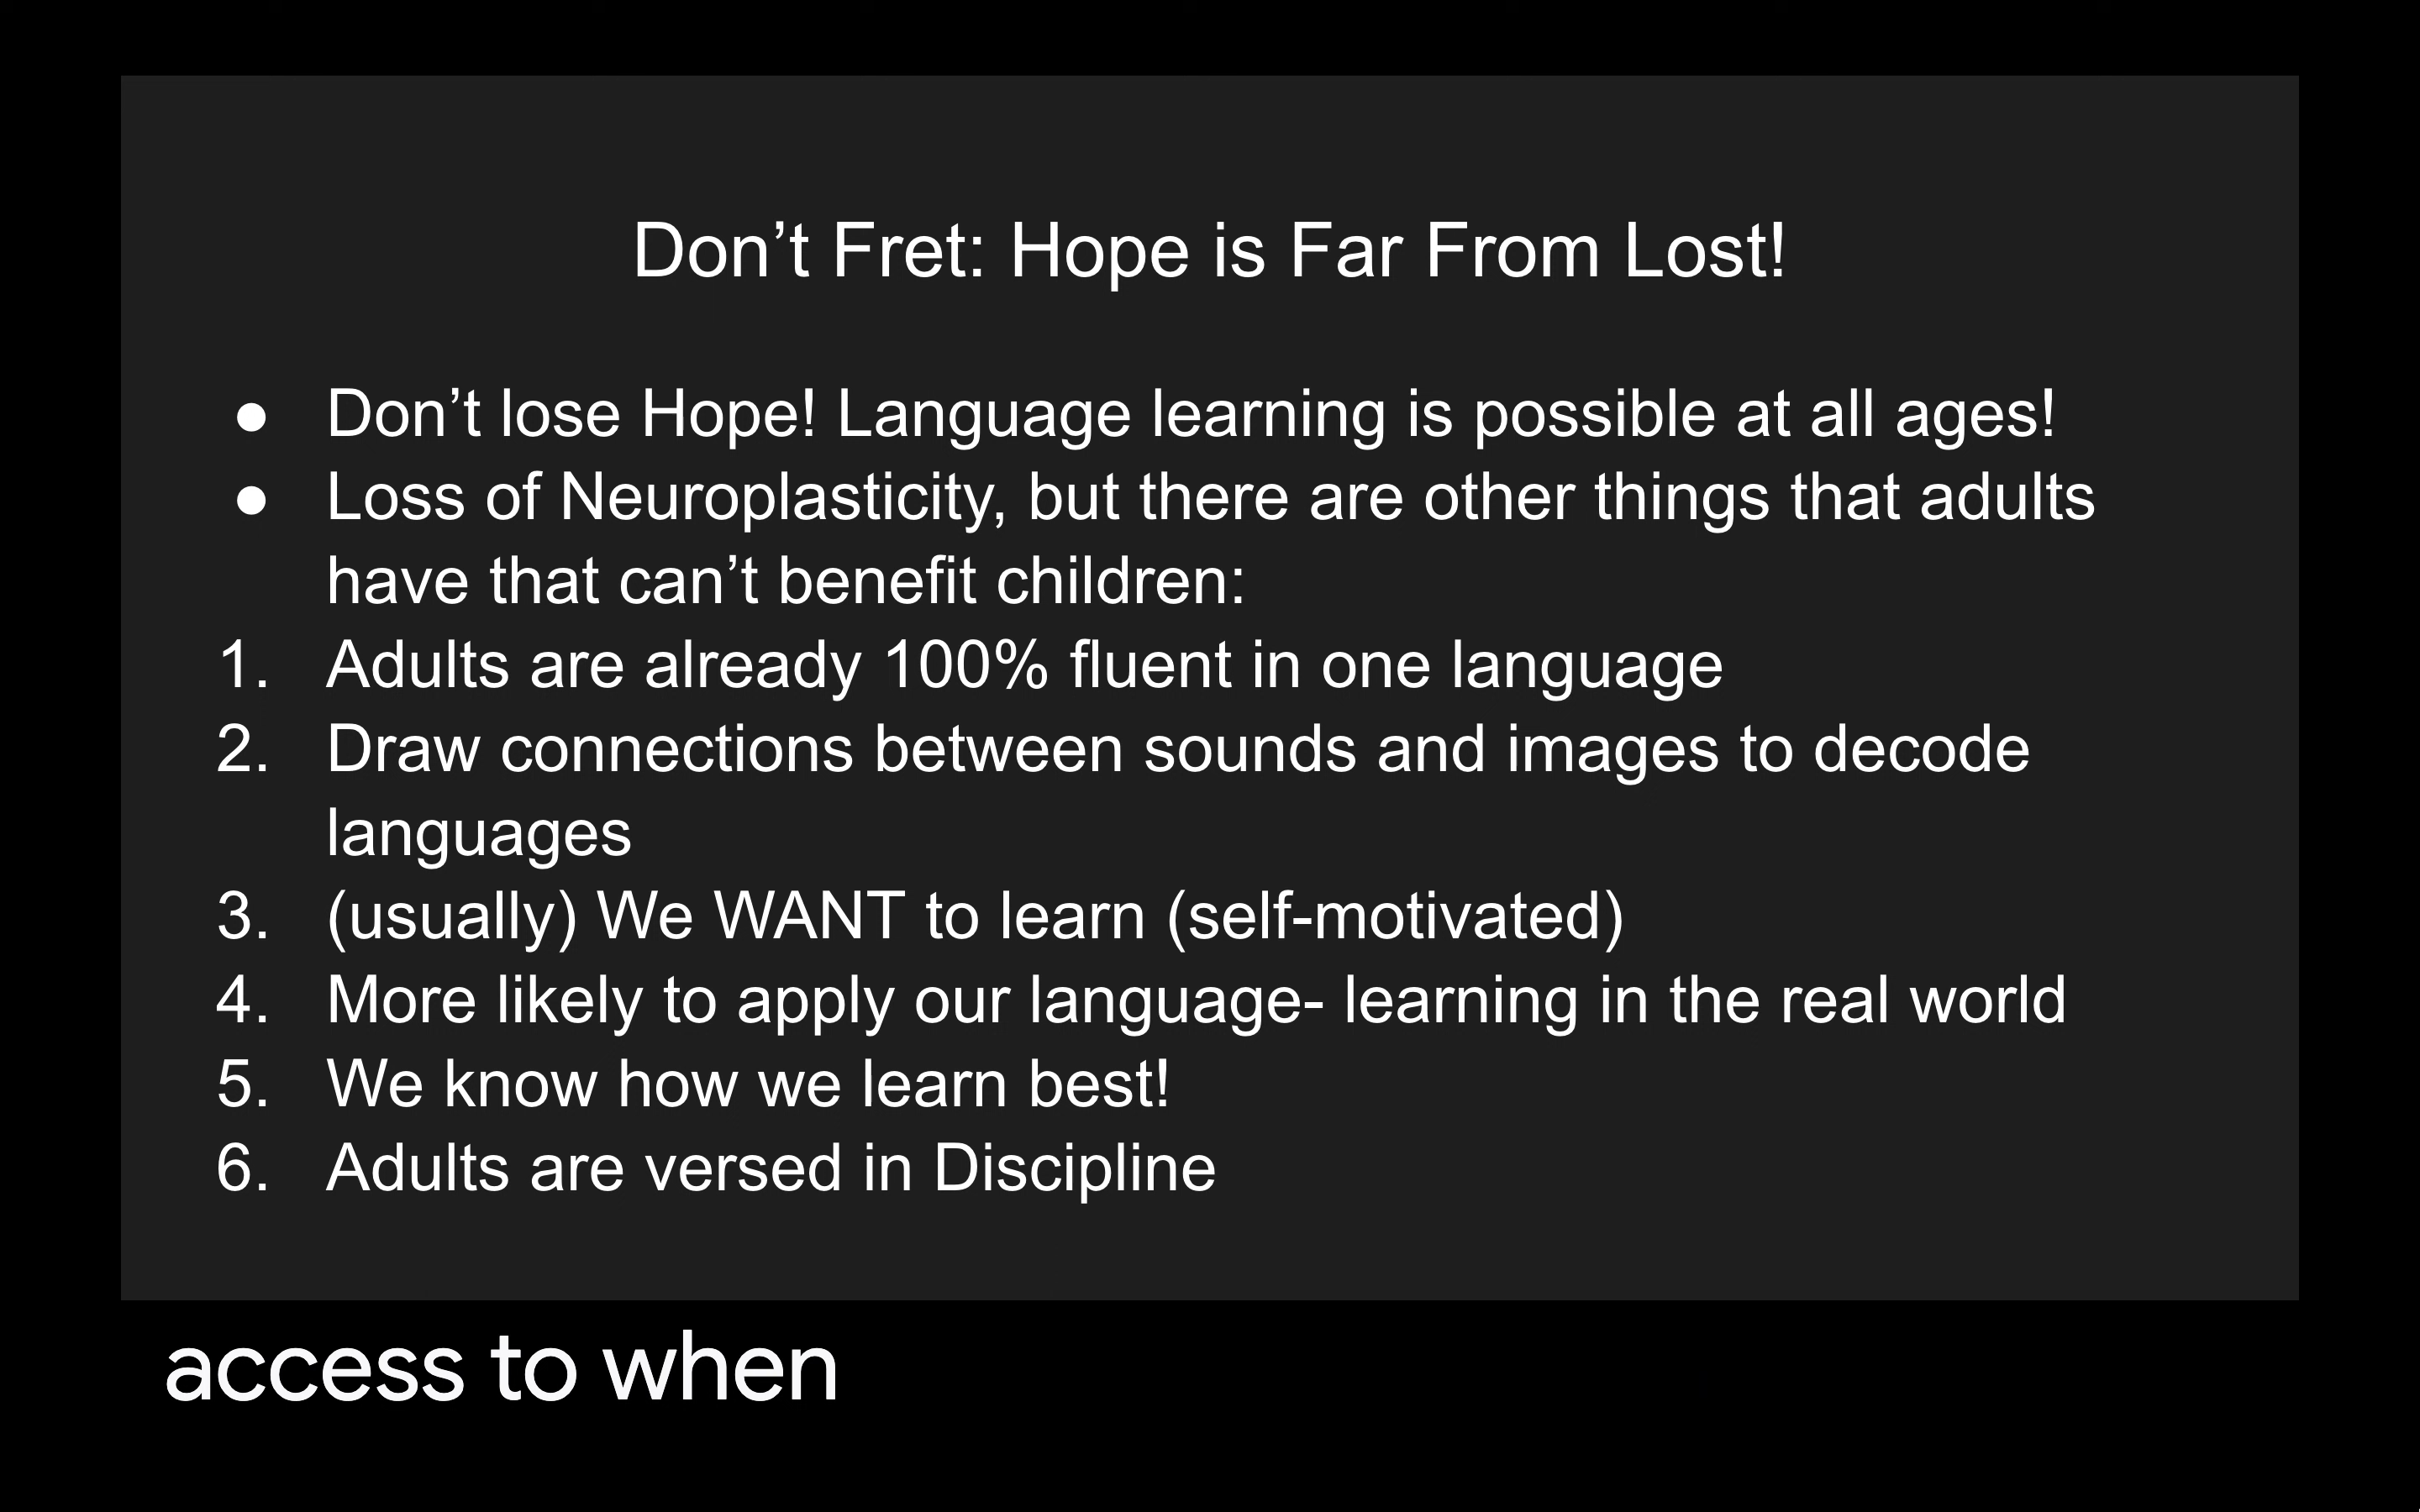 Don’t Fret: Hope is Far From Lost!
● Don’t lose Hope! Language learning is possible at all ages!
● Loss of Neuroplasticity, but there are other things that adults
have that can’t benefit children:
1. Adults are already 100% fluent in one language
2. Draw connections between sounds and images to decode
languages
3. (usually) We WANT to learn (self-motivated)
4. More likely to apply our language- learning in the real world
5. We know how we learn best!
6. Adults are versed in Discipline
access to when